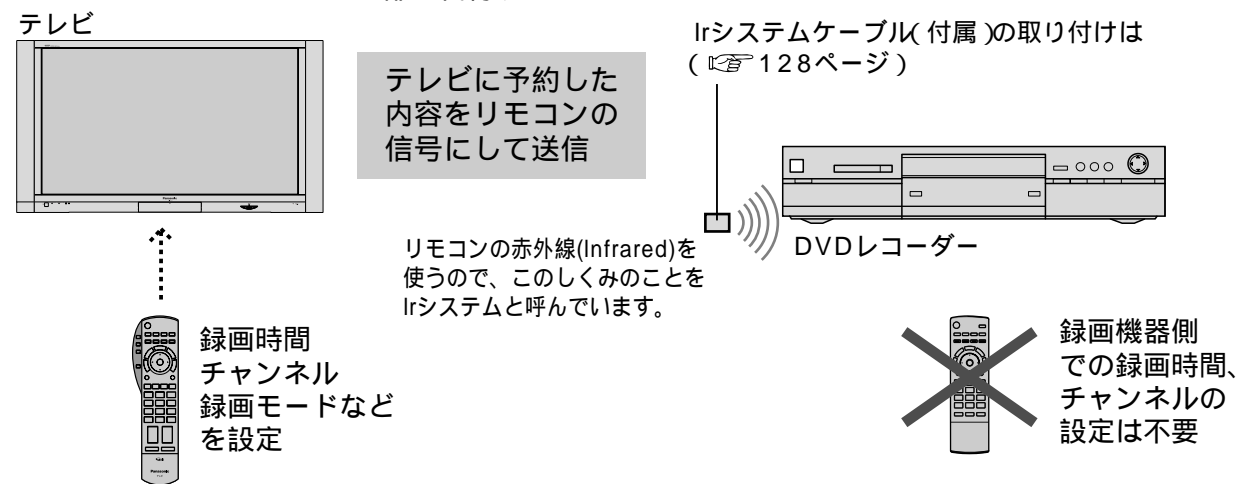 テレビ
Irシステムケーブル(付属)の取り付けは
(☞128ページ)
テレビに予約した
内容をリモコンの
信号にして送信
リモコンの赤外線(Infrared)を
使うので、このしくみのことを
Irシステムと呼んでいます。
DVDレコーダー
録画時間
チャンネル
録画モードなど
を設定
録画機器側
での録画時間、
チャンネルの
設定は不要
Panasonic
Panasonic